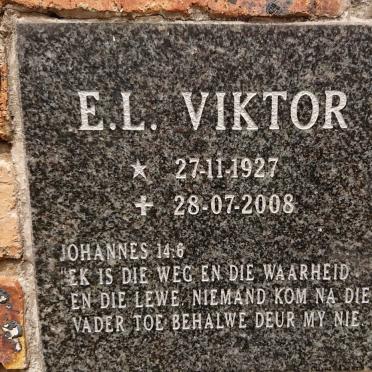 E.L. VIKTOR
27-11-1927
28-07-2008
JOHANNES 14:6
"EK IS DIE WEG EN DIE WAARHEID
EN DIE LEWE. NIEMAND KOM NA DIE
VADER TOE BEHALWE DEUR MY NIE.